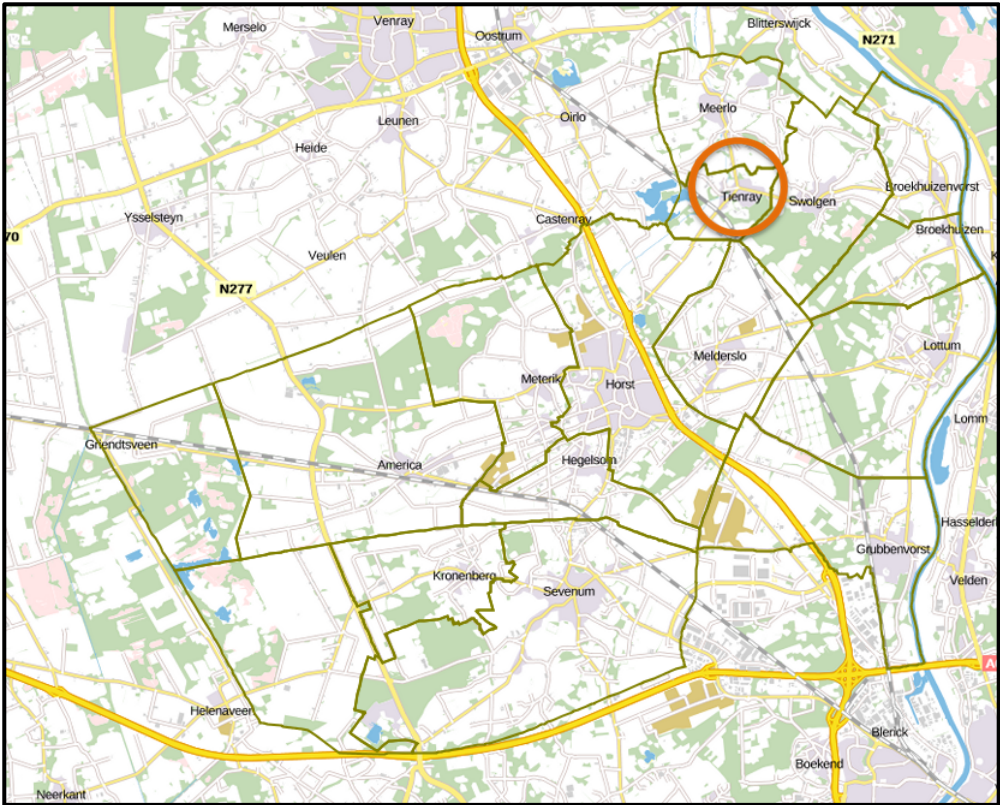 Merselo
Venray
Blitterswijck
Oostrum
N271
Meerlo
Oirlo
Leunen
Heide
Broekhuizenvorst
Tienray
Swolgen
Ysselsteyn
Castenray
Broekhuizen
70
Veulen
K
N277
Lottum
Melderslo
Meterik
Horst
Lomm
Griendtsveen
America
Hegelsom
Hasselderh
Grubbenvorst
Kronenberg
Velden
Sevenum
A
Helenaveen
Blerick
Boekend
Neerkant